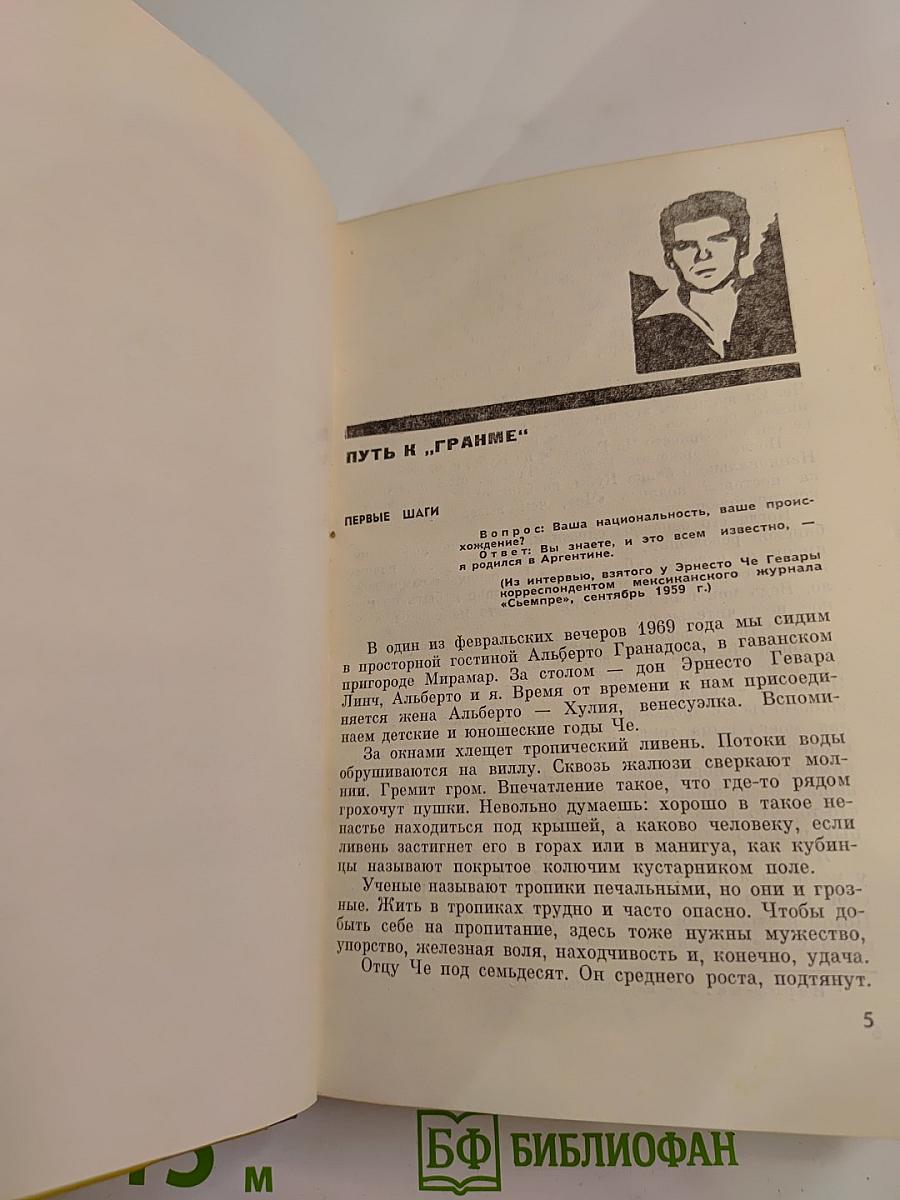 ПУТЬ К „ГРАНМЕ“
ПЕРВЫЕ ШАГИ
Вопрос: Ваша национальность, ваше проис-
хождение?
Ответ: Вы знаете, и это всем известно, —
я родился в Аргентине.
(Из интервью, взятого у Эрнесто Че Гевары
корреспондентом мексиканского журнала
«Сьемпре», сентябрь 1959 г.)
В один из февральских вечеров 1969 года мы сидим
в просторной гостиной Альберто Гранадоса, в гаванском
пригороде Мирамар. За столом — дон Эрнесто Гевара
Линч, Альберто и я. Время от времени к нам присоеди-
няется жена Альберто — Хулия, венесуэлка. Вспоми-
наем детские и юношеские годы Че.
За окнами хлещет тропический ливень. Потоки воды
обрушиваются на виллу. Сквозь жалюзи сверкают мол-
нии. Гремит гром. Впечатление такое, что где-то рядом
грохочут пушки. Невольно думаешь: хорошо в такое не-
настье находиться под крышей, а каково человеку, если
ливень застигнет его в горах или в манигуа, как кубин-
цы называют покрытое колючим кустарником поле.
Ученые называют тропики печальными, но они и гроз-
ные. Жить в тропиках трудно и часто опасно. Чтобы до-
быть себе на пропитание, здесь тоже нужны мужество,
упорство, железная воля, находчивость и, конечно, удача.
Отцу Че под семьдесят. Он среднего роста, подтянут.
5
15 м
БФ БИБЛИОФАН